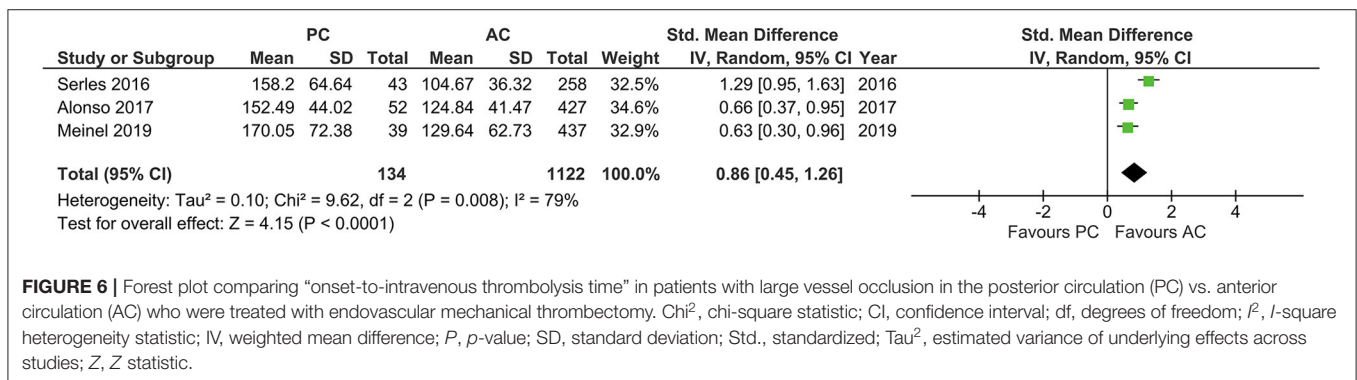 PC AC Std. Mean Difference Std. Mean Difference
Study or Subgroup Mean SD Total Mean SD Total Weight IV, Random, 95% CI Year IV, Random, 95% CI
Serles 2016 158.2 64.64 43 104.67 36.32 258 32.5% 1.29 [0.95, 1.63] 2016
Alonso 2017 152.49 44.02 52 124.84 41.47 427 34.6% 0.66 [0.37, 0.95] 2017
Meinel 2019 170.05 72.38 39 129.64 62.73 437 32.9% 0.63 [0.30, 0.96] 2019
Total (95% CI) 134 1122 100.0% 0.86 [0.45, 1.26]
Heterogeneity: Tau² = 0.10; Chi² = 9.62, df = 2 (P = 0.008); I² = 79%
Test for overall effect: Z = 4.15 (P < 0.0001)
-4 -2 0 2 4
Favours PC Favours AC
FIGURE 6 | Forest plot comparing “onset-to-intravenous thrombolysis time” in patients with large vessel occlusion in the posterior circulation (PC) vs. anterior
circulation (AC) who were treated with endovascular mechanical thrombectomy. Chi², chi-square statistic; CI, confidence interval; df, degrees of freedom; I², I-square
heterogeneity statistic; IV, weighted mean difference; P, p-value; SD, standard deviation; Std., standardized; Tau², estimated variance of underlying effects across
studies; Z, Z statistic.